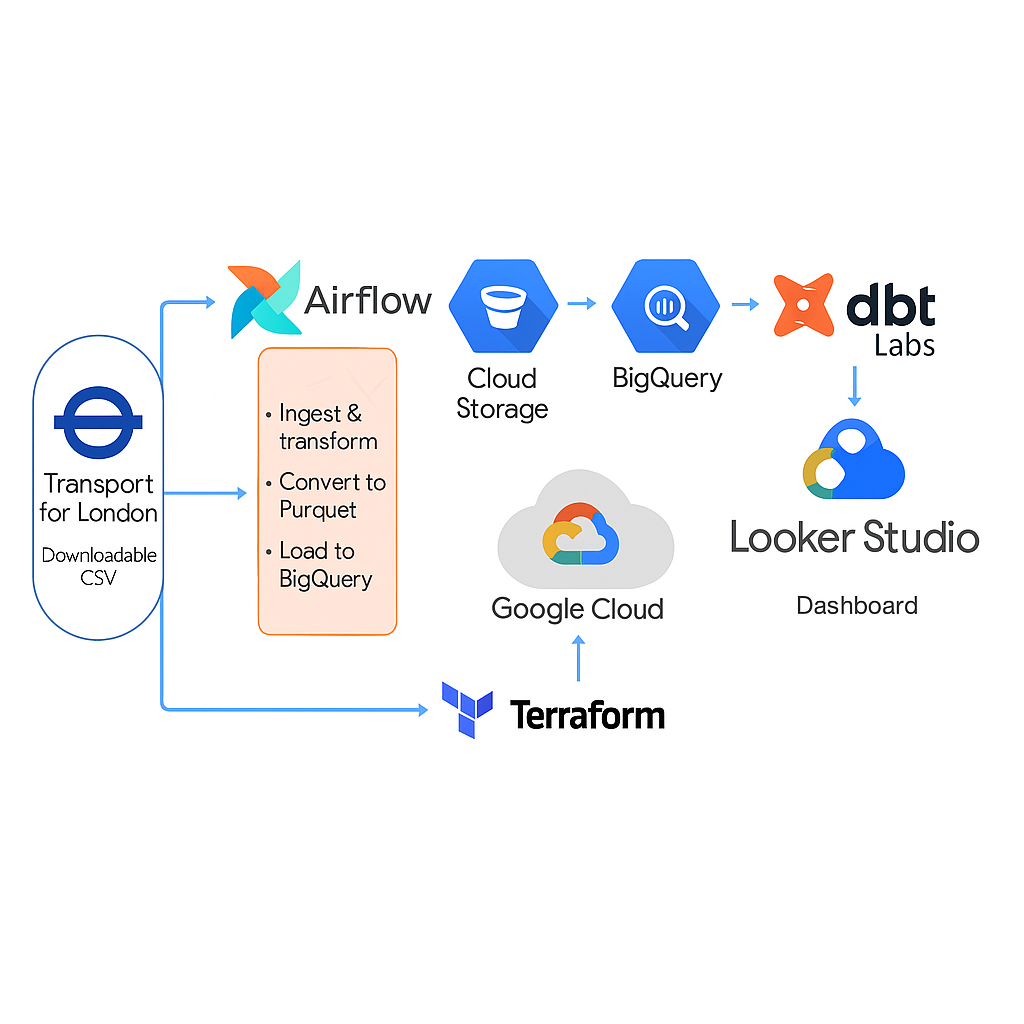 Transport
for London
Downloadable
CSV
Airflow
• Ingest &
transform
• Convert to
Purquet
• Load to
BigQuery
Cloud
Storage
BigQuery
dbt
Labs
Looker Studio
Dashboard
Google Cloud
Terraform